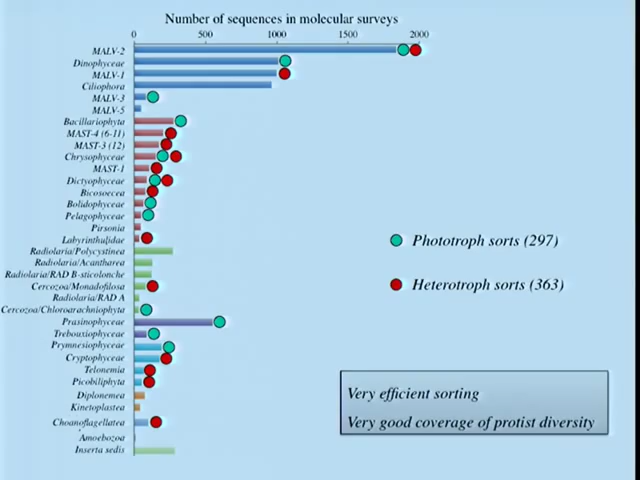 Number of sequences in molecular surveys
0 500 1000 1500 2000
MALV-2
Dinophyceae
MALV-1
Ciliophora
MALV-3
MALV-5
Bacillariophyta
MAST-4 (6-11)
MAST-3 (12)
Chrysophyceae
MAST-1
Dictyophyceae
Bicosoecea
Bolidophyceae
Pelagophyceae
Pirsonia
Labyrinthulidae
Radiolaria/Polycystinea
Radiolaria/Acantharea
Radiolaria/RAD B-sticolonche
Cercozoa/Monadofilosa
Radiolaria/RAD A
Cercozoa/Chloroarachniophyta
Prasinophyceae
Trebouxiophyceae
Prymnesiophyceae
Cryptophyceae
Telonemia
Picobiliphyta
Diplonemea
Kinetoplastea
Choanoflagellatea
Amoebozoa
Inserta sedis
Phototroph sorts (297)
Heterotroph sorts (363)
Very efficient sorting
Very good coverage of protist diversity